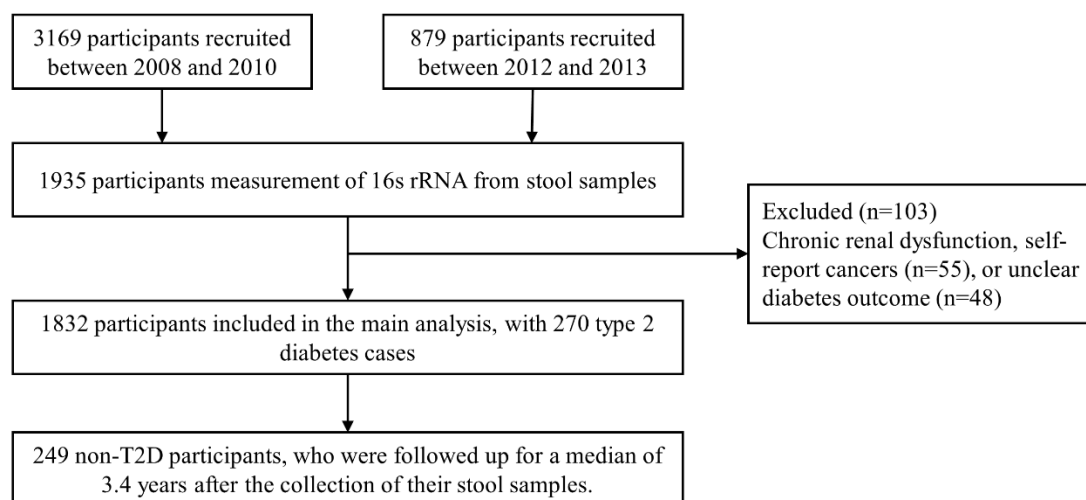 3169 participants recruited
between 2008 and 2010
879 participants recruited
between 2012 and 2013
1935 participants measurement of 16s rRNA from stool samples
Excluded (n=103)
Chronic renal dysfunction, self-
report cancers (n=55), or unclear
diabetes outcome (n=48)
1832 participants included in the main analysis, with 270 type 2
diabetes cases
249 non-T2D participants, who were followed up for a median of
3.4 years after the collection of their stool samples.